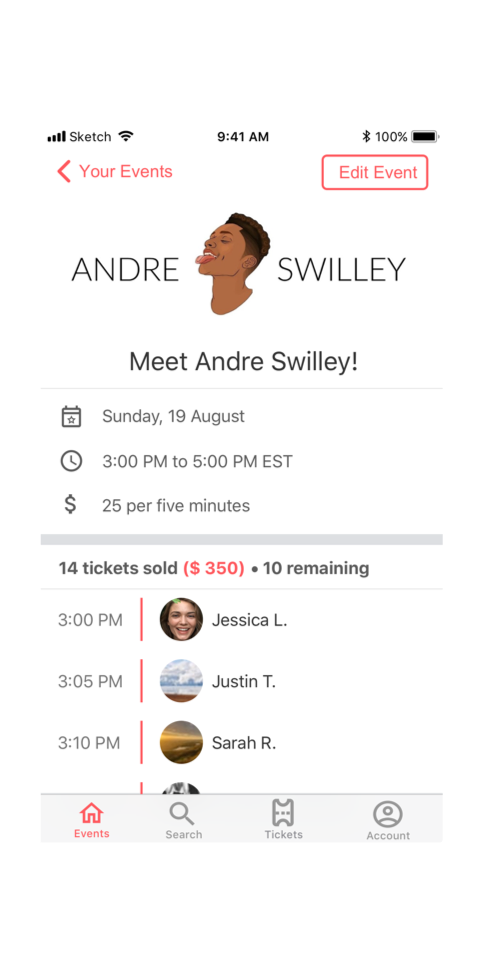 Sketch 9:41 AM 100%
Your Events Edit Event
ANDRE SWILLEY
Meet Andre Swilley!
Sunday, 19 August
3:00 PM to 5:00 PM EST
$ 25 per five minutes
14 tickets sold ($ 350) • 10 remaining
3:00 PM Jessica L.
3:05 PM Justin T.
3:10 PM Sarah R.
Events Search Tickets Account